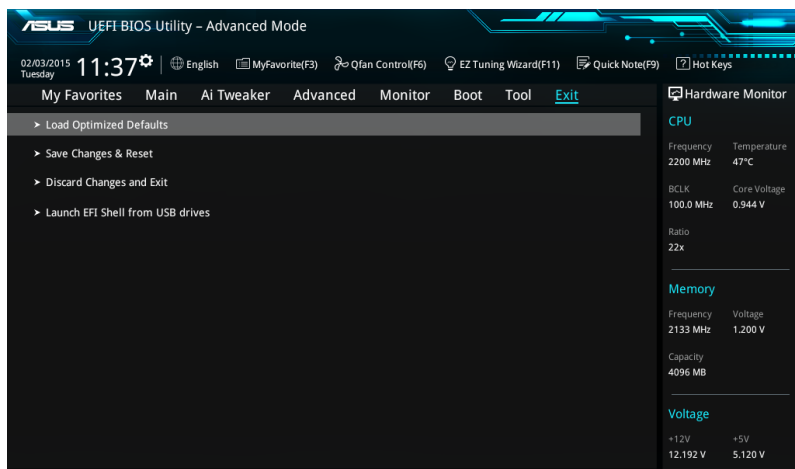 ASUS UEFI BIOS Utility – Advanced Mode
02/03/2015 Tuesday 11:37 English MyFavorite(F3) Qfan Control(F6) EZ Tuning Wizard(F11) Quick Note(F9) ? Hot Keys
My Favorites Main Ai Tweaker Advanced Monitor Boot Tool Exit
> Load Optimized Defaults
> Save Changes & Reset
> Discard Changes and Exit
> Launch EFI Shell from USB drives
Hardware Monitor
CPU
Frequency Temperature
2200 MHz 47°C
BCLK Core Voltage
100.0 MHz 0.944 V
Ratio
22x
Memory
Frequency Voltage
2133 MHz 1.200 V
Capacity
4096 MB
Voltage
+12V +5V
12.192 V 5.120 V